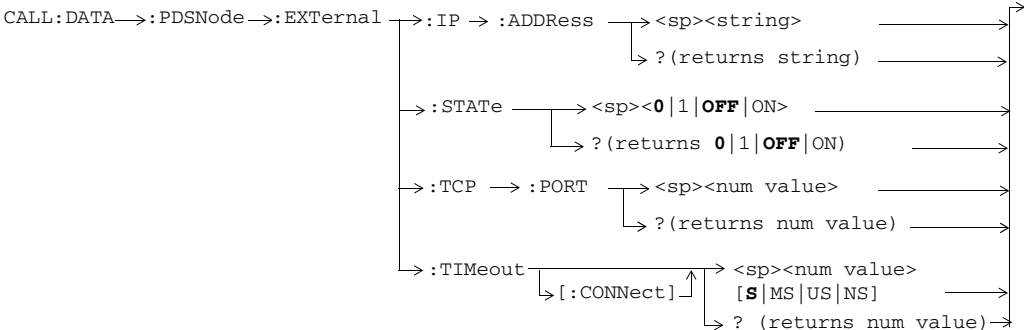 CALL:DATA :PDSNode :EXTernal :IP :ADDRess <sp><string>
?(returns string)
:STATe <sp><0|1|OFF|ON>
?(returns 0|1|OFF|ON)
:TCP :PORT <sp><num value>
?(returns num value)
:TIMeout <sp><num value>
[:CONNect] [S|MS|US|NS]
? (returns num value)